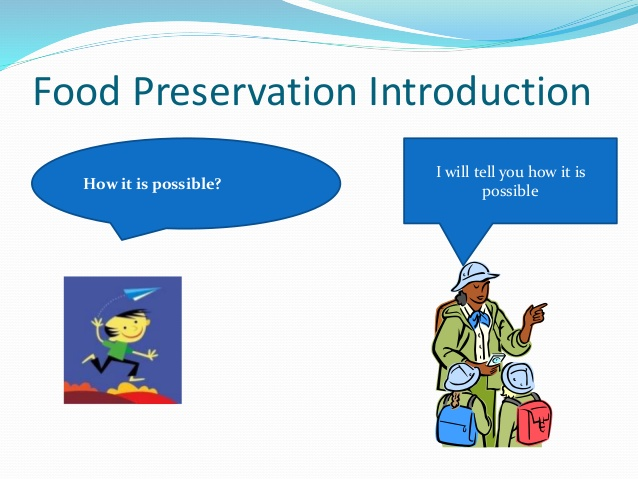 Food Preservation Introduction
How it is possible?
I will tell you how it is
possible